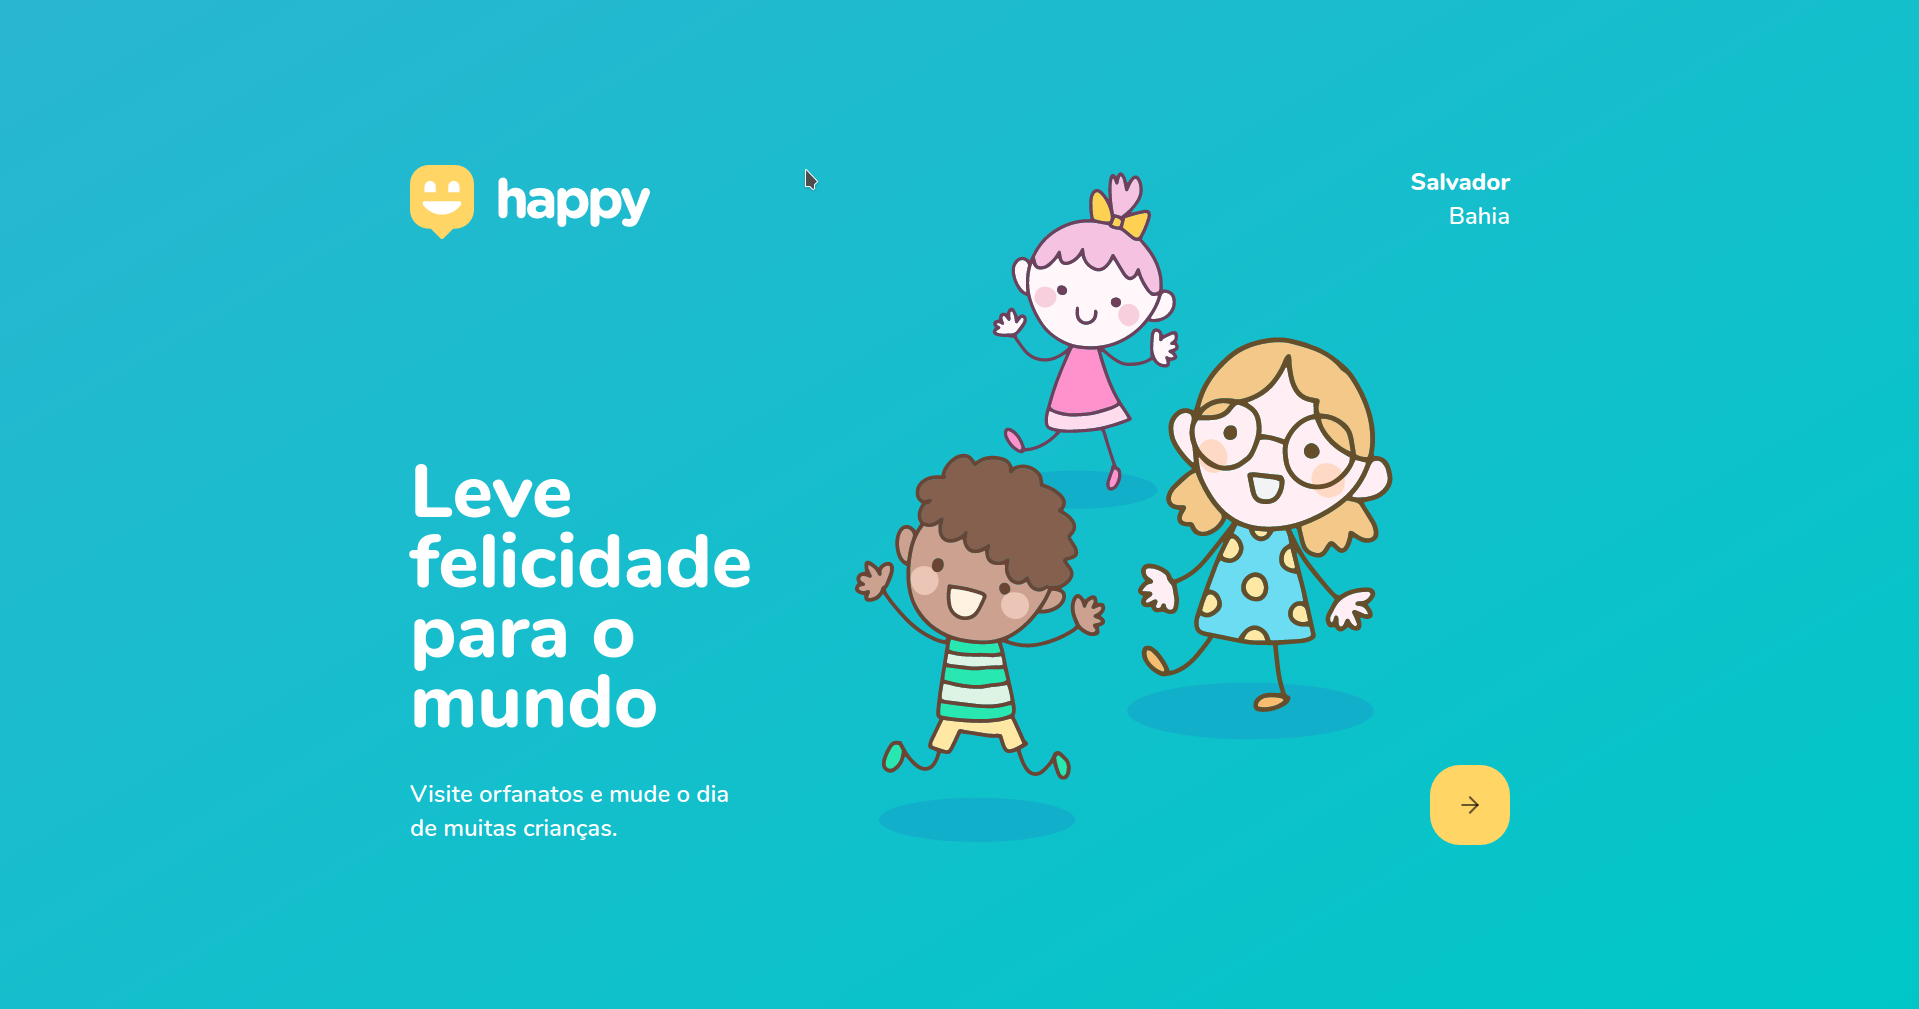 happy
Salvador
Bahia
Leve
felicidade
para o
mundo
Visite orfanatos e mude o dia
de muitas crianças.